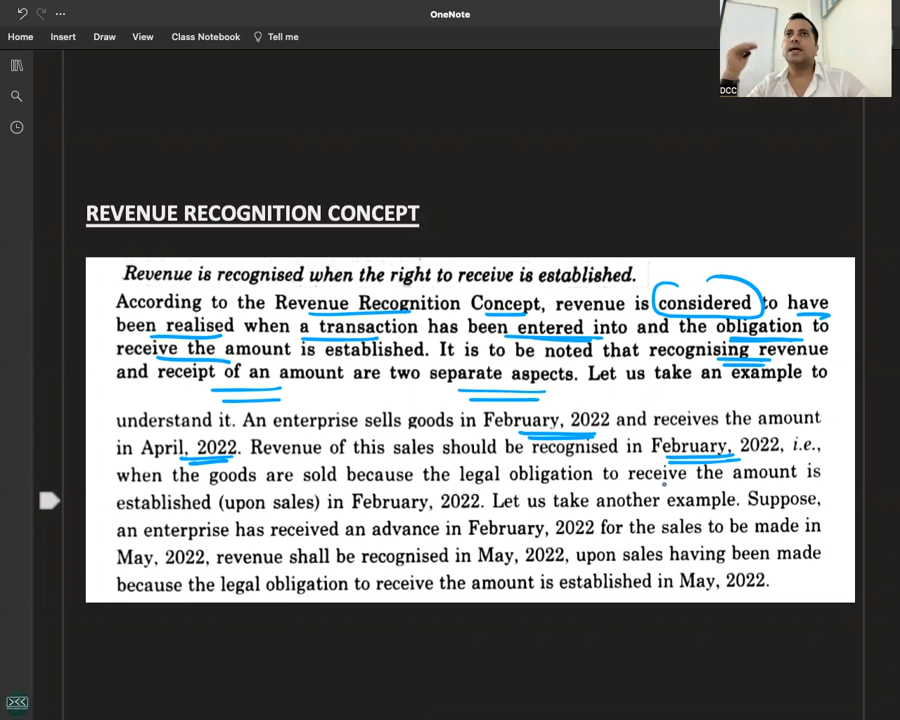 OneNote
Home Insert Draw View Class Notebook Tell me
DCC
REVENUE RECOGNITION CONCEPT
Revenue is recognised when the right to receive is established.
According to the Revenue Recognition Concept, revenue is considered to have
been realised when a transaction has been entered into and the obligation to
receive the amount is established. It is to be noted that recognising revenue
and receipt of an amount are two separate aspects. Let us take an example to
understand it. An enterprise sells goods in February, 2022 and receives the amount
in April, 2022. Revenue of this sales should be recognised in February, 2022, i.e.,
when the goods are sold because the legal obligation to receive the amount is
established (upon sales) in February, 2022. Let us take another example. Suppose,
an enterprise has received an advance in February, 2022 for the sales to be made in
May, 2022, revenue shall be recognised in May, 2022, upon sales having been made
because the legal obligation to receive the amount is established in May, 2022.